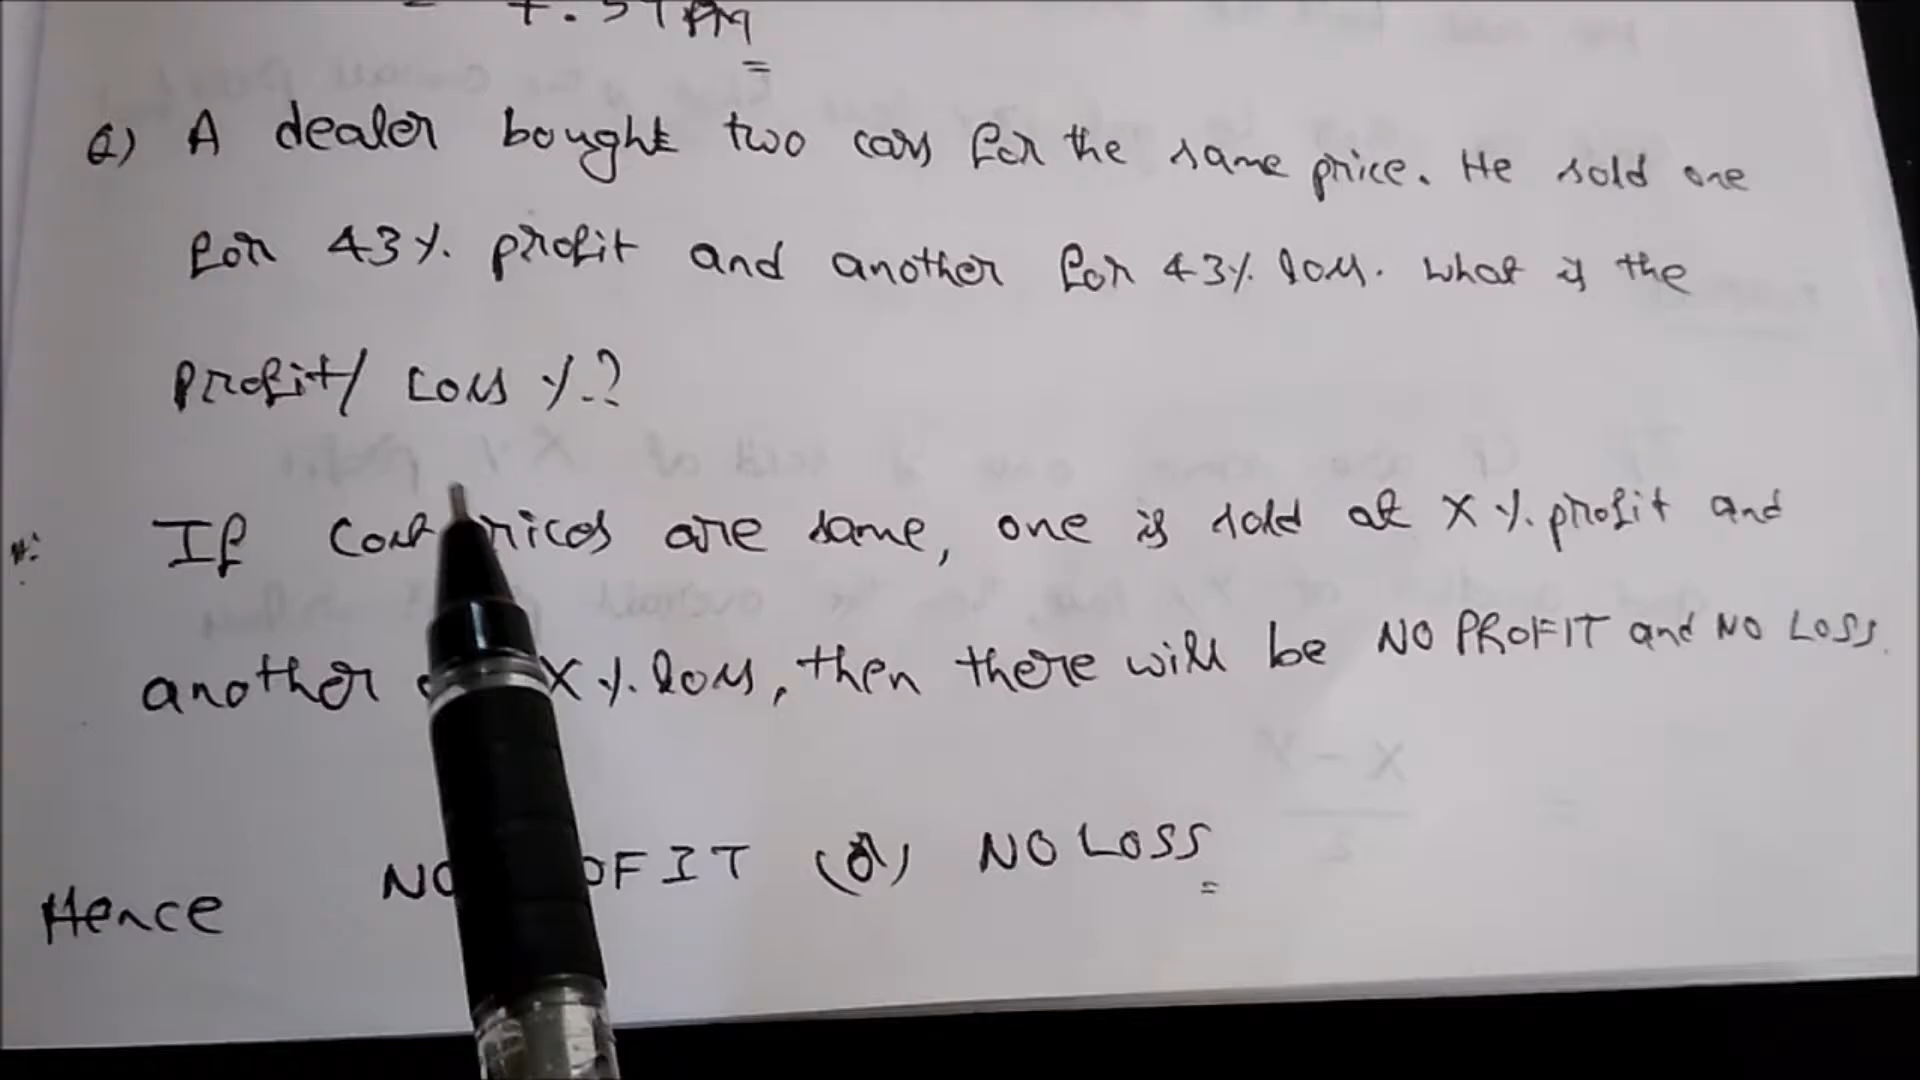 Q) A dealer bought two cars for the same price. He sold one
for 43%. profit and another for 43% loss. What is the
Profit/ Loss %?
If Cost prices are same, one is sold at X %. profit and
another X %. loss, then there will be NO PROFIT and NO LOSS.
Hence NO PROFIT (or) NO LOSS